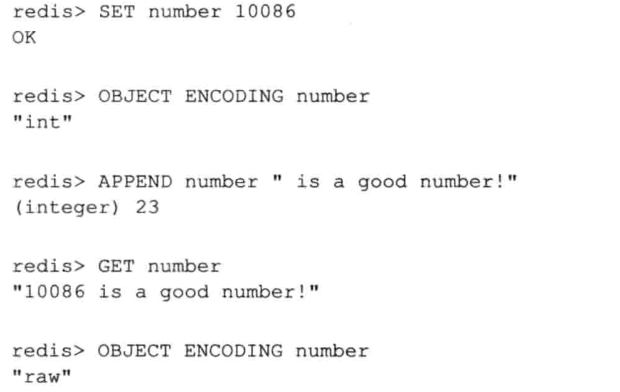 redis> SET number 10086
OK
redis> OBJECT ENCODING number
"int"
redis> APPEND number " is a good number!"
(integer) 23
redis> GET number
"10086 is a good number!"
redis> OBJECT ENCODING number
"raw"